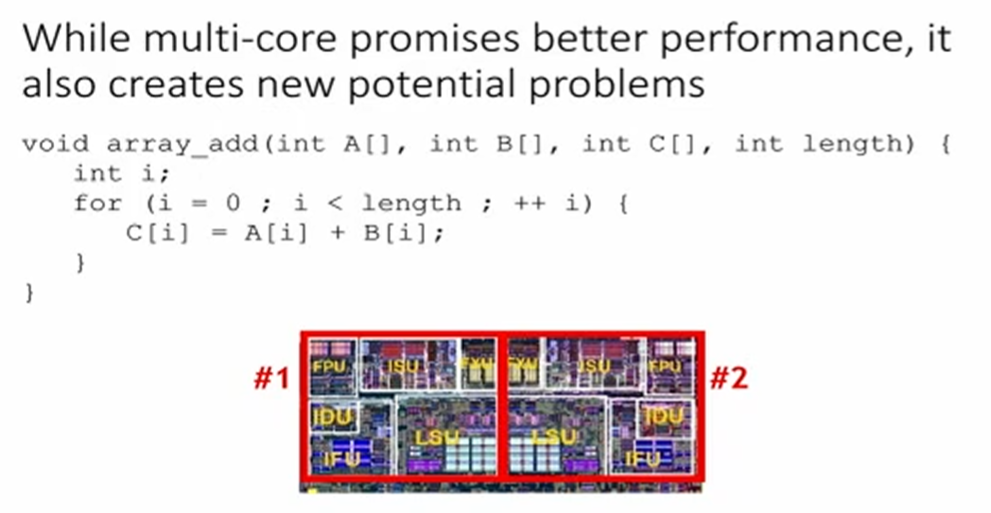 While multi-core promises better performance, it
also creates new potential problems
void array_add(int A[], int B[], int C[], int length) {
int i;
for (i = 0 ; i < length ; ++ i) {
C[i] = A[i] + B[i];
}
}
#1
FPU ISU FXU FXU ISU FPU
#2
IDU LSU LSU IDU
IFU IFU